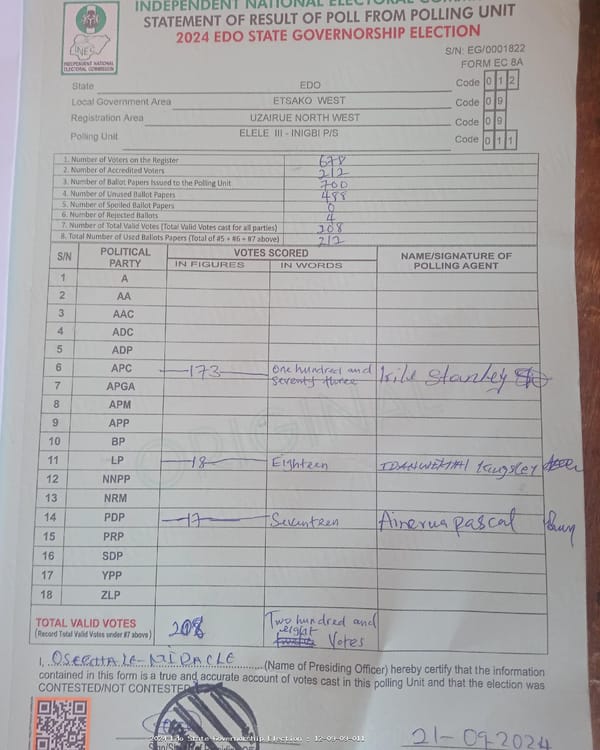 INDEPENDENT NATIONAL ELECTORAL
STATEMENT OF RESULT OF POLL FROM POLLING UNIT
2024 EDO STATE GOVERNORSHIP ELECTION
INEC
INDEPENDENT NATIONAL
ELECTORAL COMMISSION
S/N: EG/0001822
FORM EC 8A
State EDO Code 0 1 2
Local Government Area ETSAKO WEST Code 0 9
Registration Area UZAIRUE NORTH WEST Code 0 9
Polling Unit ELELE III - INIGBI P/S Code 0 1 1
1. Number of Voters on the Register 678
2. Number of Accredited Voters 212
3. Number of Ballot Papers Issued to the Polling Unit 700
4. Number of Unused Ballot Papers 488
5. Number of Spoiled Ballot Papers 0
6. Number of Rejected Ballots 4
7. Number of Total Valid Votes (Total Valid Votes cast for all parties) 208
8. Total Number of Used Ballots Papers (Total of #5 + #6 + #7 above) 212
S/N POLITICAL PARTY VOTES SCORED NAME/SIGNATURE OF POLLING AGENT
IN FIGURES IN WORDS
1 A
2 AA
3 AAC
4 ADC
5 ADP
6 APC 173 One hundred and seventy three Stanley
7 APGA
8 APM
9 APP
10 BP
11 LP 18 Eighteen Kingsley
12 NNPP
13 NRM
14 PDP 17 Seventeen pascal
15 PRP
16 SDP
17 YPP
18 ZLP
ORIGINAL
TOTAL VALID VOTES 208 Two hundred and eight Votes
(Record Total Valid Votes under #7 above)
I, MIRACLE (Name of Presiding Officer) hereby certify that the information
contained in this form is a true and accurate account of votes cast in this polling Unit and that the election was
CONTESTED/NOT CONTESTED
2024 Edo State Governorship Election - 12-09-09-011
21-09-2024